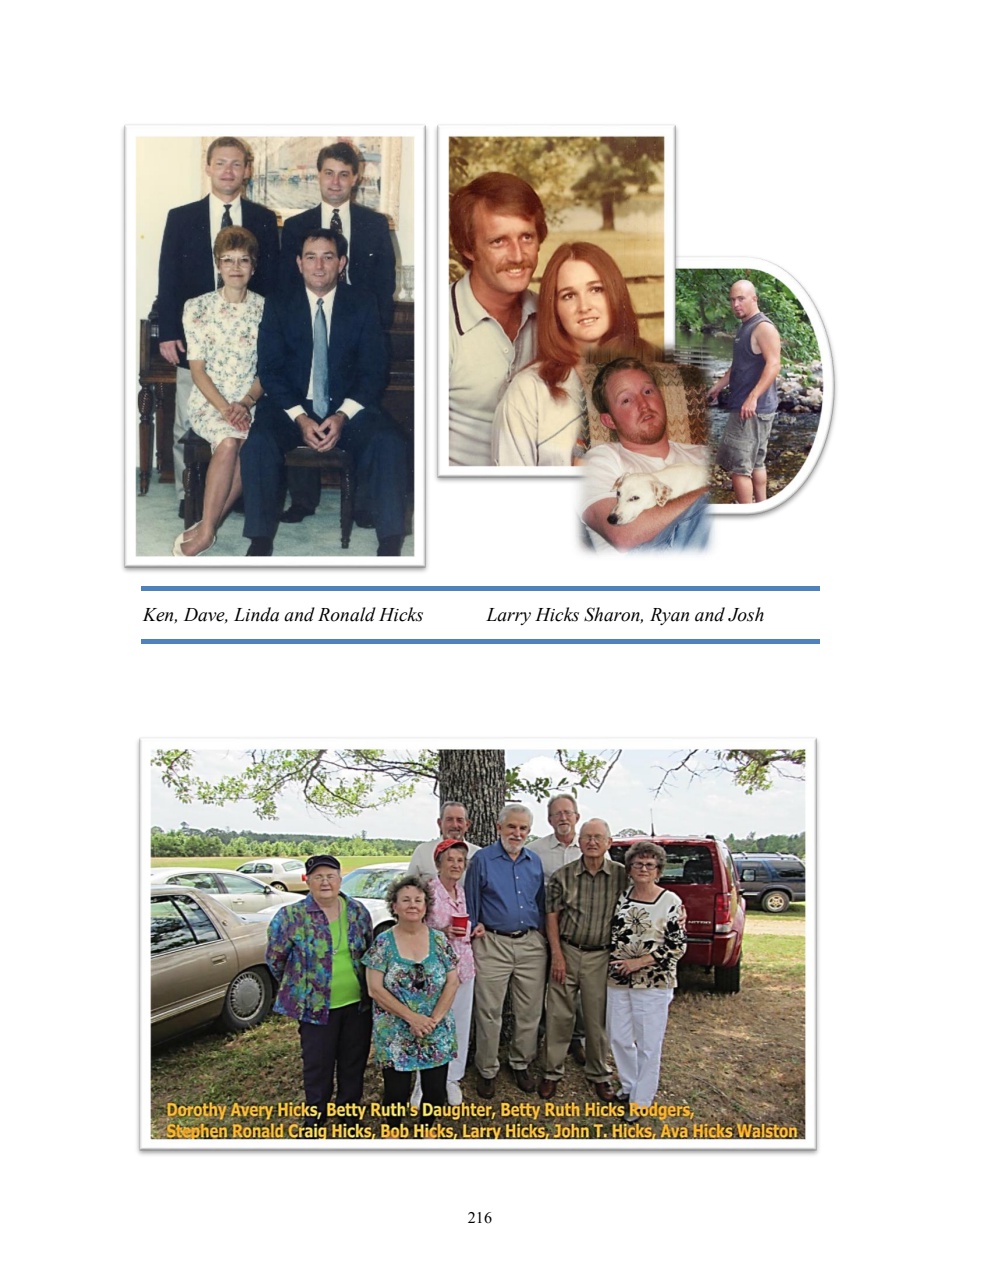 Ken, Dave, Linda and Ronald Hicks Larry Hicks Sharon, Ryan and Josh
Dorothy Avery Hicks, Betty Ruth's Daughter, Betty Ruth Hicks Rodgers,
Stephen Ronald Craig Hicks, Bob Hicks, Larry Hicks, John T. Hicks, Ava Hicks Walston
216